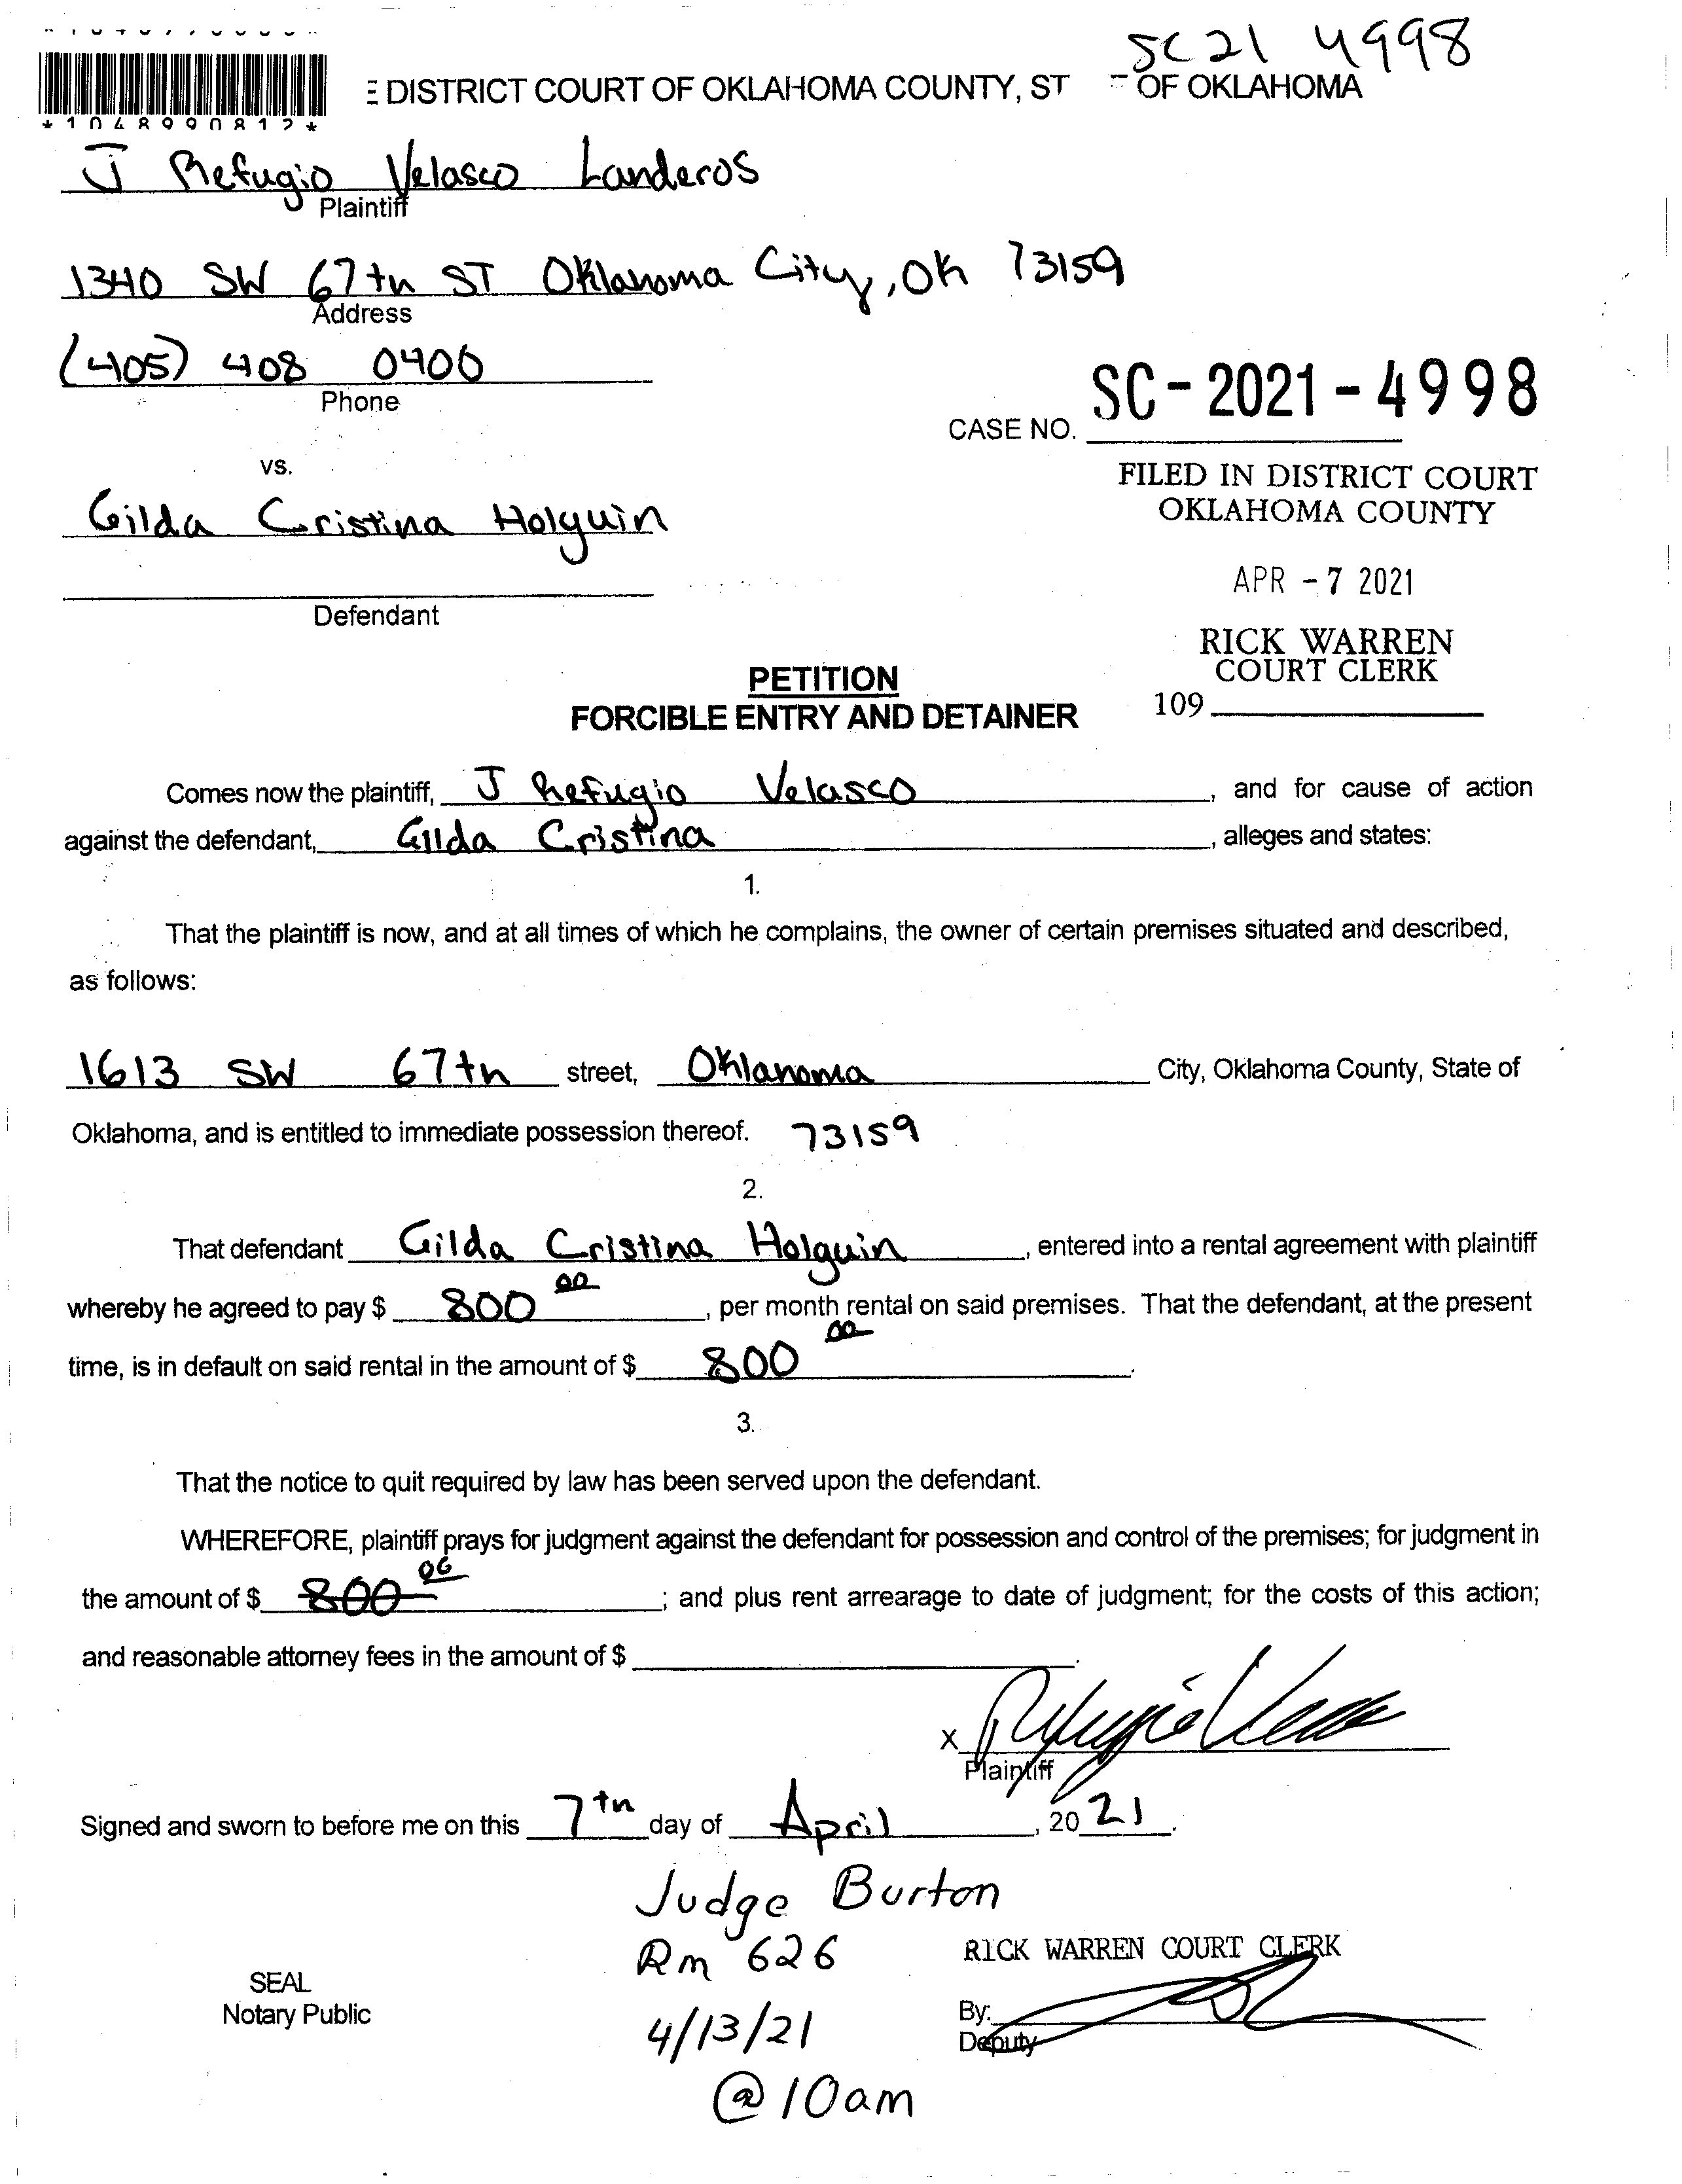 SC 21 4998
E DISTRICT COURT OF OKLAHOMA COUNTY, ST OF OKLAHOMA
*1048990812*
J Refugio Velasco Landeros
Plaintiff
1340 SW 67th ST Oklahoma City, OK 73159
Address
(405) 408 0400
Phone
SC-2021-4998
CASE NO.
vs.
FILED IN DISTRICT COURT
OKLAHOMA COUNTY
Gilda Cristina Holguin
APR -7 2021
Defendant
RICK WARREN
COURT CLERK
109
PETITION
FORCIBLE ENTRY AND DETAINER
Comes now the plaintiff, J Refugio Velasco, and for cause of action
against the defendant, Gilda Cristina, alleges and states:
1.
That the plaintiff is now, and at all times of which he complains, the owner of certain premises situated and described,
as follows:
1613 SW 67th street, Oklahoma City, Oklahoma County, State of
Oklahoma, and is entitled to immediate possession thereof. 73159
2.
That defendant Gilda Cristina Holguin, entered into a rental agreement with plaintiff
whereby he agreed to pay $ 800 00, per month rental on said premises. That the defendant, at the present
time, is in default on said rental in the amount of $ 800 00.
3.
That the notice to quit required by law has been served upon the defendant.
WHEREFORE, plaintiff prays for judgment against the defendant for possession and control of the premises; for judgment in
the amount of $ 800 00; and plus rent arrearage to date of judgment; for the costs of this action;
and reasonable attorney fees in the amount of $ .
X Refugio Velasco
Plaintiff
Signed and sworn to before me on this 7th day of April, 2021.
Judge Burton
Rm 626
RICK WARREN COURT CLERK
SEAL
Notary Public
4/13/21
By:
Deputy
@ 10am